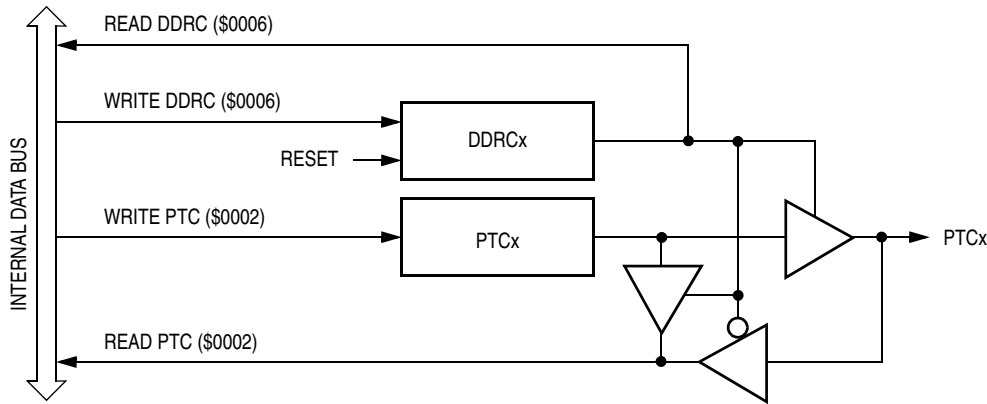 READ DDRC ($0006)
WRITE DDRC ($0006)
DDRCx
RESET
INTERNAL DATA BUS
WRITE PTC ($0002)
PTCx
PTCx
READ PTC ($0002)